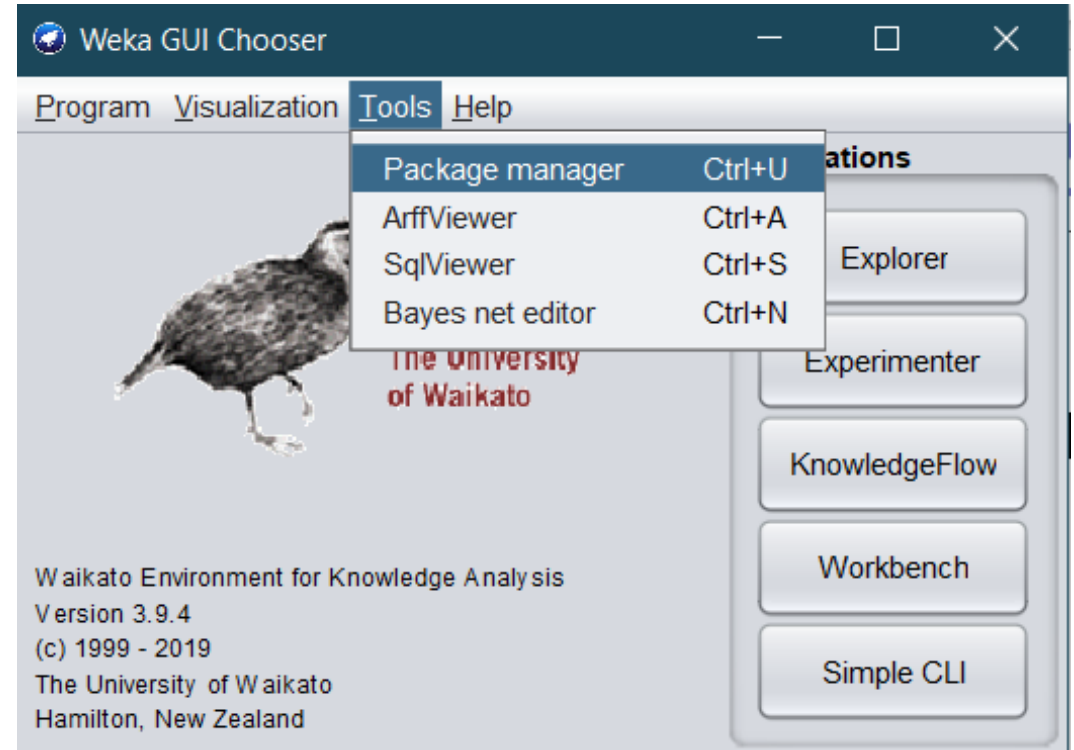 Weka GUI Chooser
Program Visualization Tools Help
Package manager Ctrl+U
ArffViewer Ctrl+A
SqlViewer Ctrl+S
Bayes net editor Ctrl+N
The University
of Waikato
ations
Explorer
Experimenter
KnowledgeFlow
Workbench
Simple CLI
Waikato Environment for Knowledge Analysis
Version 3.9.4
(c) 1999 - 2019
The University of Waikato
Hamilton, New Zealand